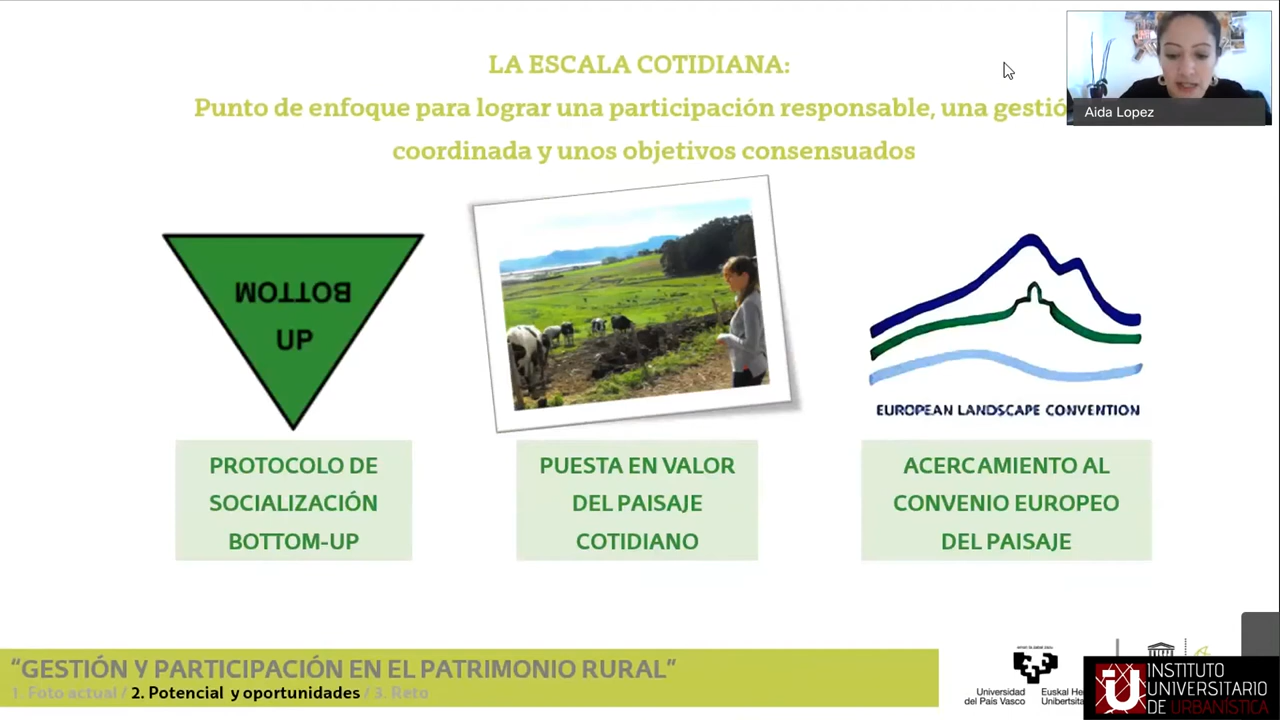 LA ESCALA COTIDIANA:
Punto de enfoque para lograr una participación responsable, una gestió
coordinada y unos objetivos consensuados
Aida Lopez
BOTTOM
UP
EUROPEAN LANDSCAPE CONVENTION
PROTOCOLO DE
SOCIALIZACIÓN
BOTTOM-UP
PUESTA EN VALOR
DEL PAISAJE
COTIDIANO
ACERCAMIENTO AL
CONVENIO EUROPEO
DEL PAISAJE
“GESTIÓN Y PARTICIPACIÓN EN EL PATRIMONIO RURAL”
1. Foto actual / 2. Potencial y oportunidades / 3. Reto
Universidad
del País Vasco
Euskal He
Unibertsita
INSTITUTO
UNIVERSITARIO
DE URBANÍSTICA